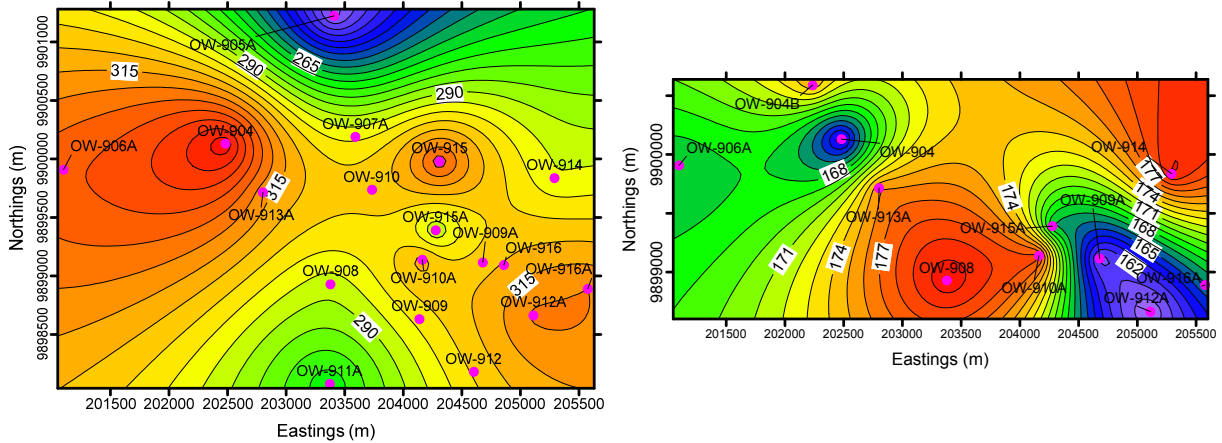 9901000
9900500
9900000
9899500
9899000
9898500
Northings (m)
OW-905A
265
290
315
290
OW-904
OW-907A
OW-906A
OW-915
OW-914
OW-910
315
OW-913A
OW-915A
OW-909A
OW-916
OW-908
OW-910A
OW-916A
315
OW-912A
OW-909
290
OW-912
OW-911A
201500 202000 202500 203000 203500 204000 204500 205000 205500
Eastings (m)
9900000
9899000
Northings (m)
OW-904B
OW-906A
OW-904
OW-914
168
177
174
174
OW-909A
171
OW-913A
OW-915A
168
165
171
174
177
162
OW-908
OW-916A
OW-910A
OW-912A
201500 202000 202500 203000 203500 204000 204500 205000 205500
Eastings (m)